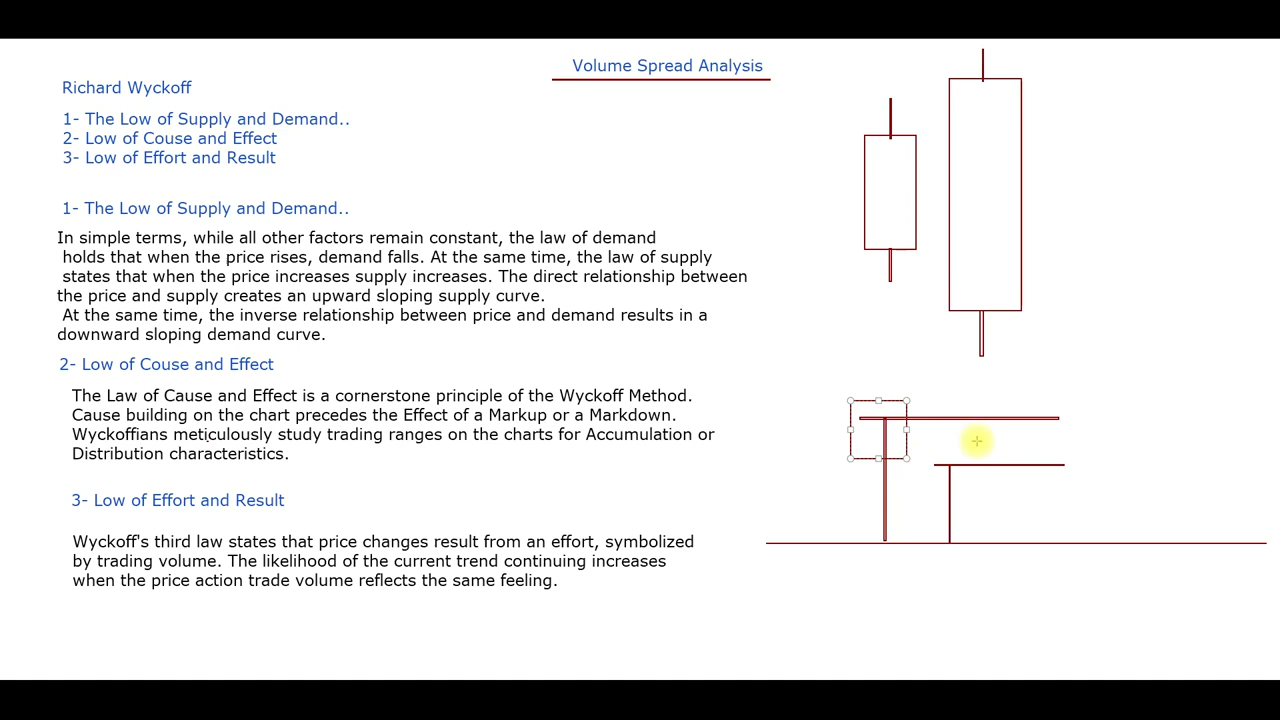 Volume Spread Analysis
Richard Wyckoff
1- The Low of Supply and Demand..
2- Low of Couse and Effect
3- Low of Effort and Result
1- The Low of Supply and Demand..
In simple terms, while all other factors remain constant, the law of demand
holds that when the price rises, demand falls. At the same time, the law of supply
states that when the price increases supply increases. The direct relationship between
the price and supply creates an upward sloping supply curve.
At the same time, the inverse relationship between price and demand results in a
downward sloping demand curve.
2- Low of Couse and Effect
The Law of Cause and Effect is a cornerstone principle of the Wyckoff Method.
Cause building on the chart precedes the Effect of a Markup or a Markdown.
Wyckoffians meticulously study trading ranges on the charts for Accumulation or
Distribution characteristics.
3- Low of Effort and Result
Wyckoff's third law states that price changes result from an effort, symbolized
by trading volume. The likelihood of the current trend continuing increases
when the price action trade volume reflects the same feeling.